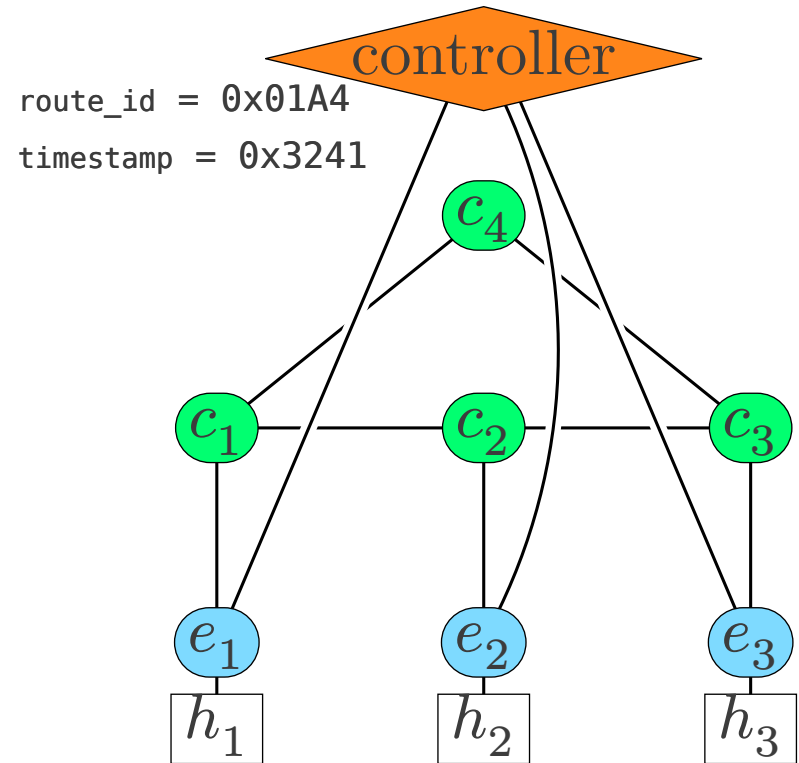 controller
route_id = 0x01A4
timestamp = 0x3241
c4
c1 c2 c3
e1 e2 e3
h1 h2 h3